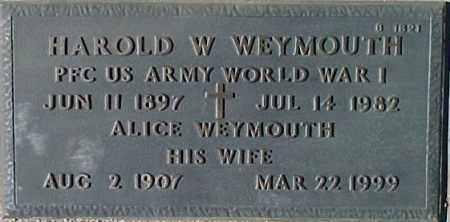 B 1821
HAROLD W WEYMOUTH
PFC US ARMY WORLD WAR I
JUN 11 1897 JUL 14 1982
ALICE WEYMOUTH
HIS WIFE
AUG 2 1907 MAR 22 1999